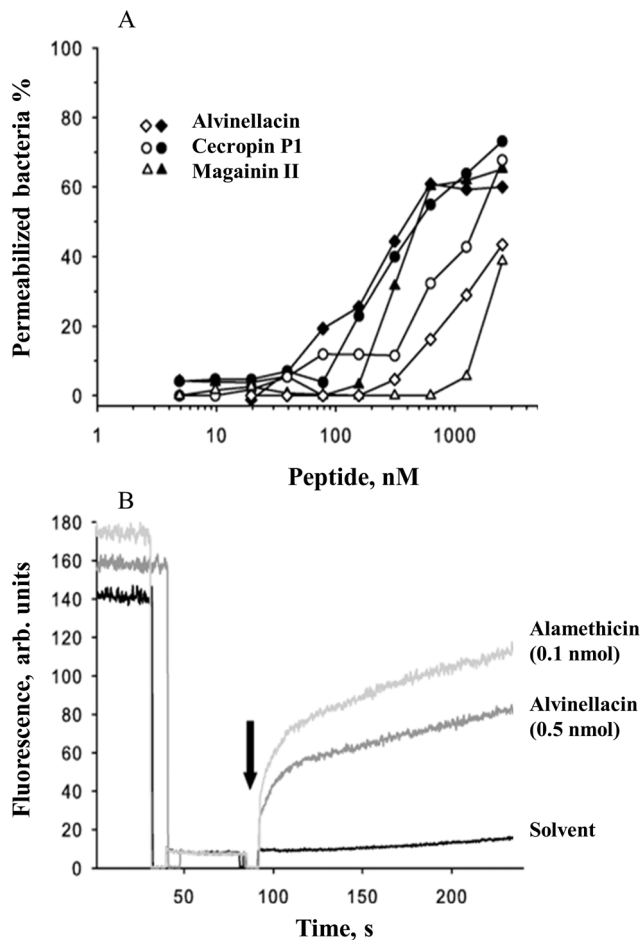 A
100
80
60
40
20
0
Permeabilized bacteria %
Alvinellacin
Cecropin P1
Magainin II
1 10 100 1000
Peptide, nM
B
180
160
140
120
100
80
60
40
20
0
Fluorescence, arb. units
Alamethicin
(0.1 nmol)
Alvinellacin
(0.5 nmol)
Solvent
50 100 150 200
Time, s